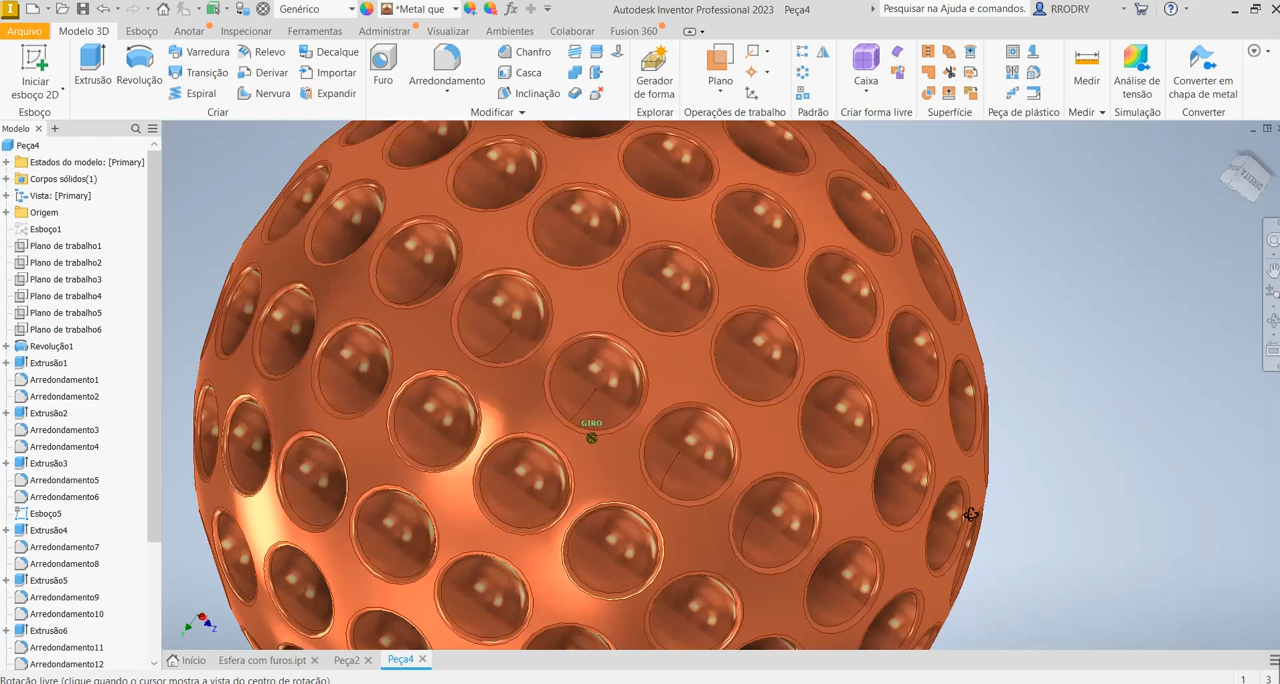 Genérico
*Metal que
Autodesk Inventor Professional 2023 Peça4
Pesquisar na Ajuda e comandos.
RRODRY
Arquivo
Modelo 3D
Esboço
Anotar
Inspecionar
Ferramentas
Administrar
Visualizar
Ambientes
Colaborar
Fusion 360
Iniciar
esboço 2D
Extrusão
Revolução
Varredura
Transição
Espiral
Relevo
Derivar
Nervura
Decalque
Importar
Expandir
Furo
Arredondamento
Chanfro
Casca
Inclinação
Gerador
de forma
Plano
Caixa
Medir
Análise de
tensão
Converter em
chapa de metal
Esboço
Criar
Modificar
Explorar
Operações de trabalho
Padrão
Criar forma livre
Superfície
Peça de plástico
Medir
Simulação
Converter
Modelo
Peça4
Estados do modelo: [Primary]
Corpos sólidos(1)
Vista: [Primary]
Origem
Esboço1
Plano de trabalho1
Plano de trabalho2
Plano de trabalho3
Plano de trabalho4
Plano de trabalho5
Plano de trabalho6
Revolução1
Extrusão1
Arredondamento1
Arredondamento2
Extrusão2
Arredondamento3
Arredondamento4
Extrusão3
Arredondamento5
Arredondamento6
Esboço5
Extrusão4
Arredondamento7
Arredondamento8
Extrusão5
Arredondamento9
Arredondamento10
Extrusão6
Arredondamento11
Arredondamento12
DIREITA
GIRO
Z
Início
Esfera com furos.ipt
Peça2
Peça4
Rotação livre (clique quando o cursor mostra a vista do centro de rotação)
1 3